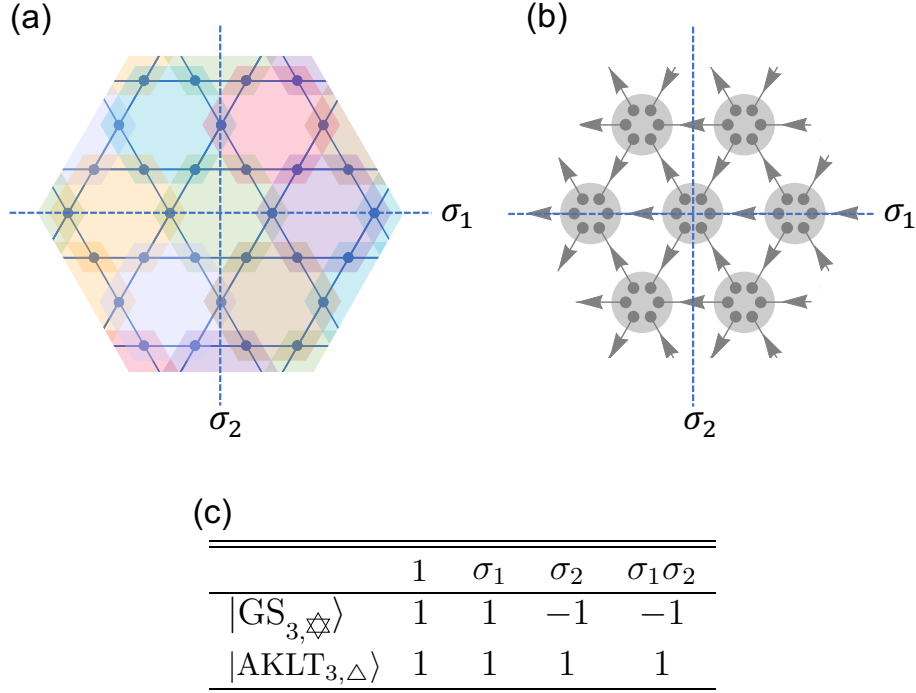 (a)
(b)
σ₁
σ₁
σ₂
σ₂
(c)
1 σ₁ σ₂ σ₁σ₂
|GS₃,✡⟩ 1 1 −1 −1
|AKLT₃,△⟩ 1 1 1 1